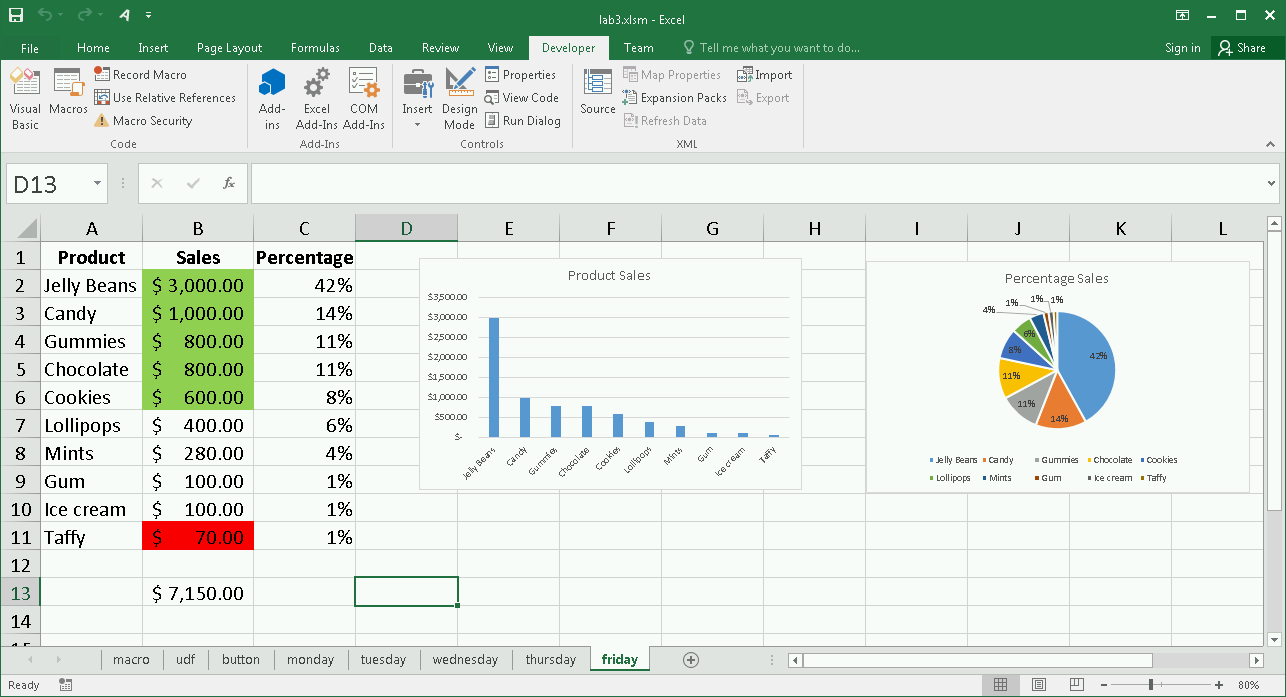 lab3.xlsm - Excel
File Home Insert Page Layout Formulas Data Review View Developer Team Tell me what you want to do... Sign in Share
Visual Basic
Macros
Record Macro
Use Relative References
Macro Security
Code
Add-ins
Excel Add-Ins
COM Add-Ins
Add-Ins
Insert
Design Mode
Properties
View Code
Run Dialog
Controls
Source
Map Properties
Expansion Packs
Refresh Data
Import
Export
XML
D13 fx
A B C D E F G H I J K L
1 Product Sales Percentage
2 Jelly Beans $ 3,000.00 42%
3 Candy $ 1,000.00 14%
4 Gummies $ 800.00 11%
5 Chocolate $ 800.00 11%
6 Cookies $ 600.00 8%
7 Lollipops $ 400.00 6%
8 Mints $ 280.00 4%
9 Gum $ 100.00 1%
10 Ice cream $ 100.00 1%
11 Taffy $ 70.00 1%
12
13 $ 7,150.00
14
Product Sales
$3,500.00
$3,000.00
$2,500.00
$2,000.00
$1,500.00
$1,000.00
$500.00
$-
Jelly Beans Candy Gummies Chocolate Cookies Lollipops Mints Gum Ice cream Taffy
Percentage Sales
4% 1% 1% 1%
6%
8%
42%
11%
11%
14%
Jelly Beans Candy Gummies Chocolate Cookies
Lollipops Mints Gum Ice cream Taffy
macro udf button monday tuesday wednesday thursday friday
Ready 80%